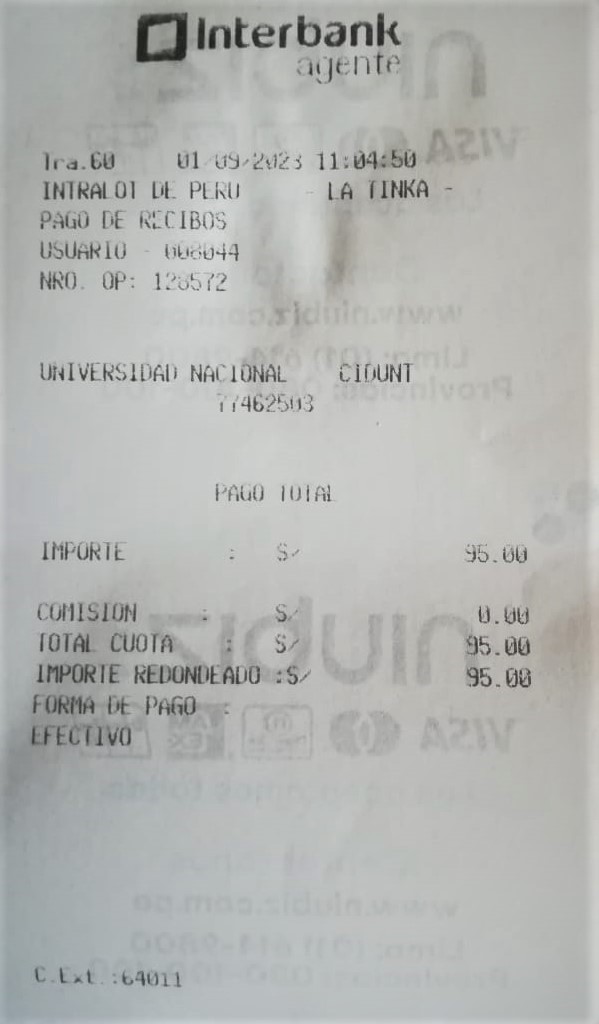 Interbank
agente
Tra.60 01/09/2023 11:04:50
INTRALOT DE PERU - LA TINKA -
PAGO DE RECIBOS
USUARIO -
NRO. OP:
UNIVERSIDAD NACIONAL CIDUNT
77462503
PAGO TOTAL
IMPORTE : S/ 95.00
COMISION : S/ 0.00
TOTAL CUOTA : S/ 95.00
IMPORTE REDONDEADO :S/ 95.00
FORMA DE PAGO :
EFECTIVO
C.Ext.:64011